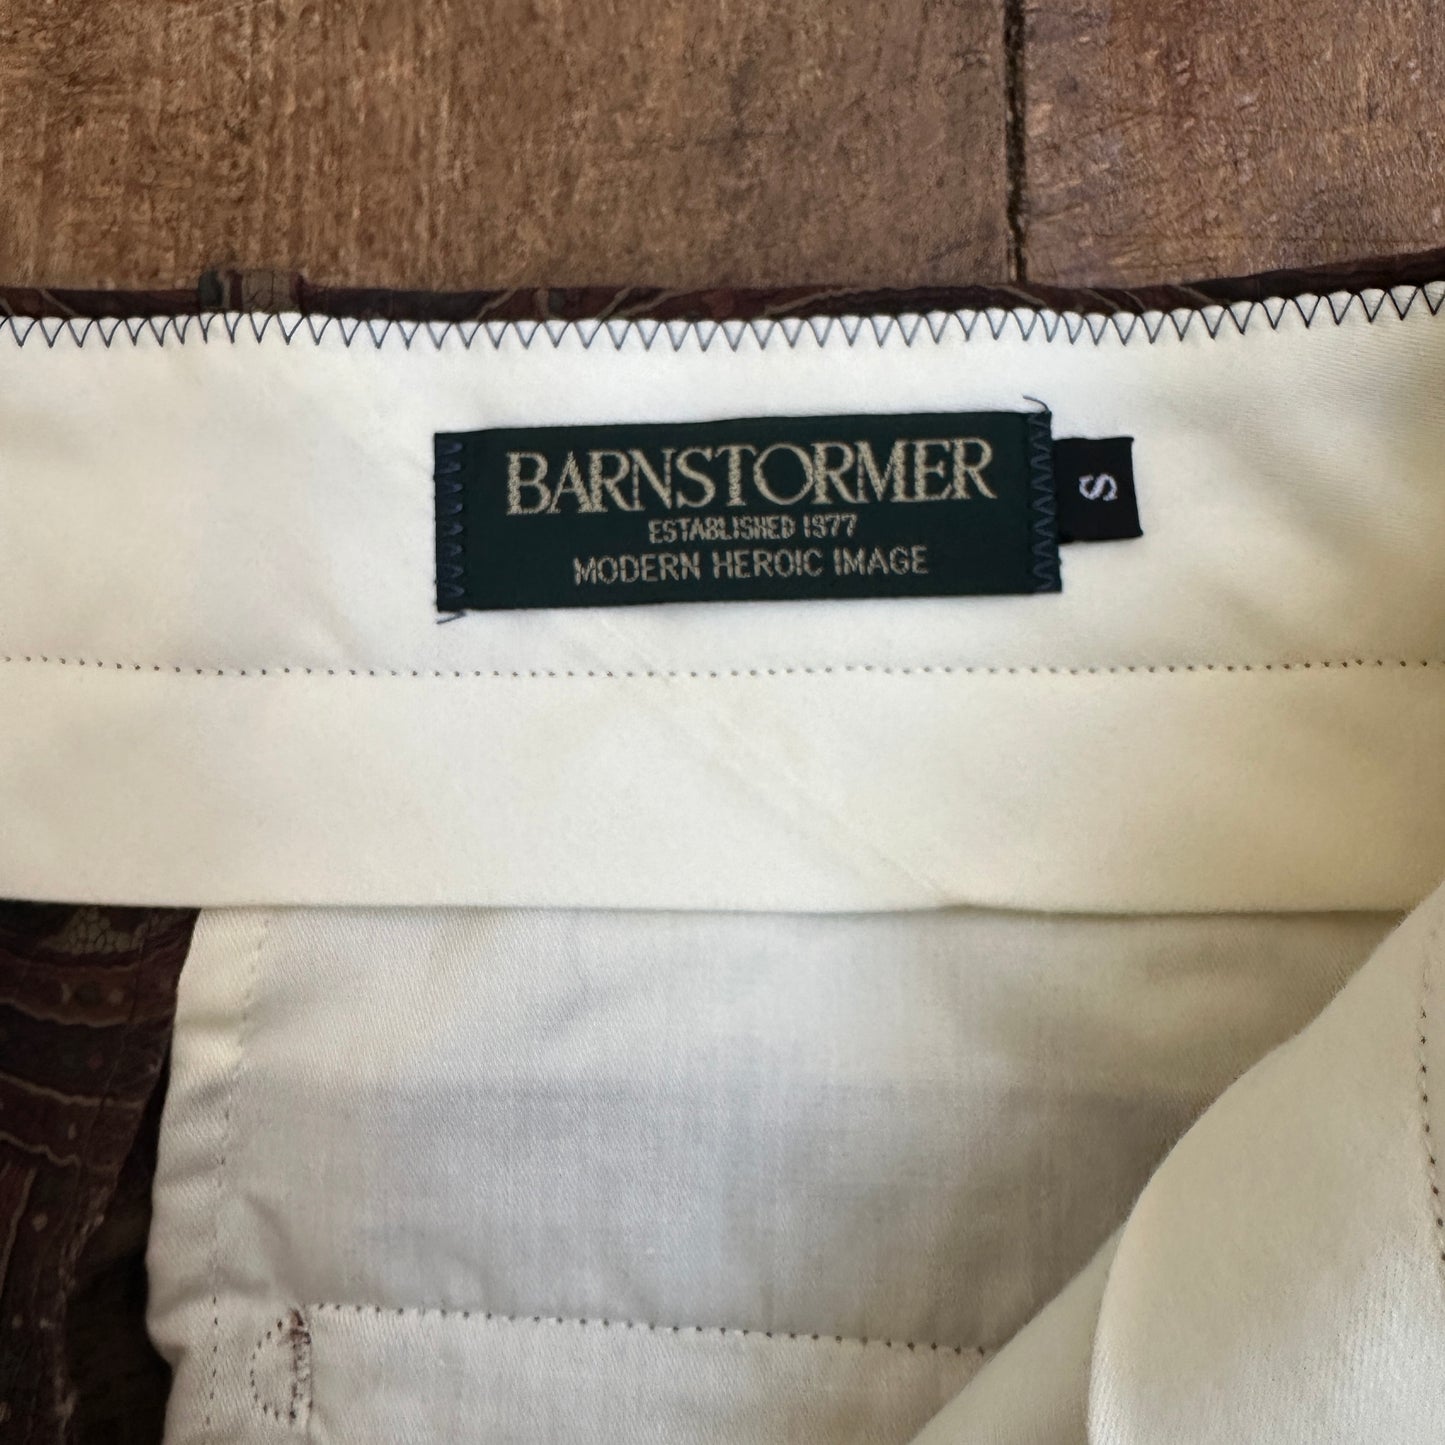 BARNSTORMER
ESTABLISHED 1977
MODERN HEROIC IMAGE
S